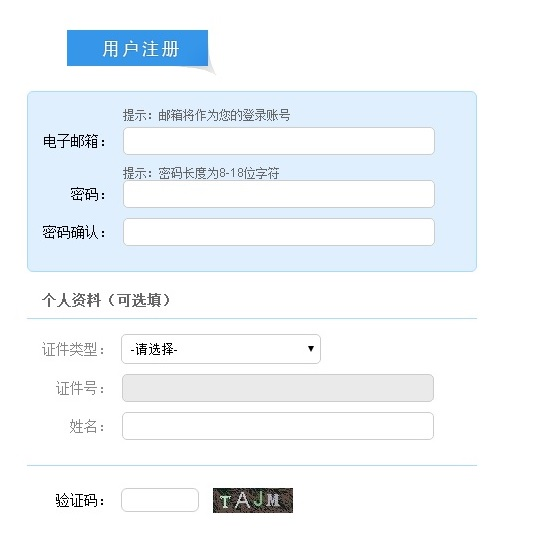 用户注册
提示：邮箱将作为您的登录账号
电子邮箱：
提示：密码长度为8-18位字符
密码：
密码确认：
个人资料（可选填）
证件类型： -请选择-
证件号：
姓名：
验证码： TAJM